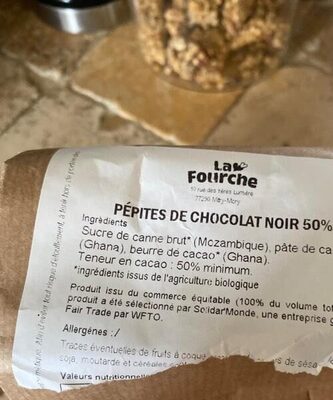 La
Fourche
10 rue des frères Lumière
77290 Mitry-Mory
PÉPITES DE CHOCOLAT NOIR 50%
Ingrédients
Sucre de canne brut* (Mozambique), pâte de ca
(Ghana), beurre de cacao* (Ghana).
Teneur en cacao : 50% minimum.
*ingrédients issus de l'agriculture biologique
Produit issu du commerce équitable (100% du volume tot
produit a été sélectionné par Solidar'Monde, une entreprise g
Fair Trade par WFTO.
Allergènes : /
Traces éventuelles de fruits à coque de sésa
soja, moutarde et céréales
Valeurs nutritionnelle